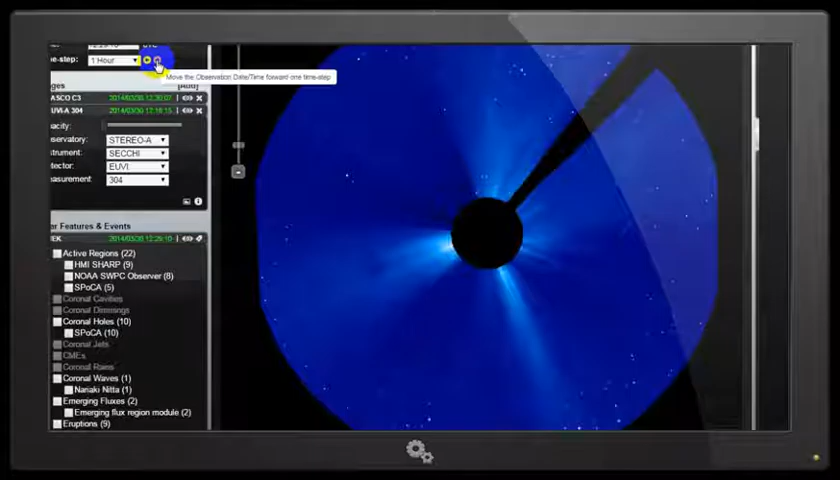 UTC
e-step: 1 Hour
Move the Observation Date/Time forward one time-step
ges [Add]
ASCO C3 2014/03/30 12:30:07
UVI-A 304 2014/03/30 12:16:15
acity:
servatory: STEREO-A
trument: SECCHI
tector: EUVI
asurement: 304
ar Features & Events
EK 2014/03/30 12:29:10
Active Regions (22)
HMI SHARP (9)
NOAA SWPC Observer (8)
SPoCA (5)
Coronal Cavities
Coronal Dimmings
Coronal Holes (10)
SPoCA (10)
Coronal Jets
CMEs
Coronal Rains
Coronal Waves (1)
Nariaki Nitta (1)
Emerging Fluxes (2)
Emerging flux region module (2)
Eruptions (9)